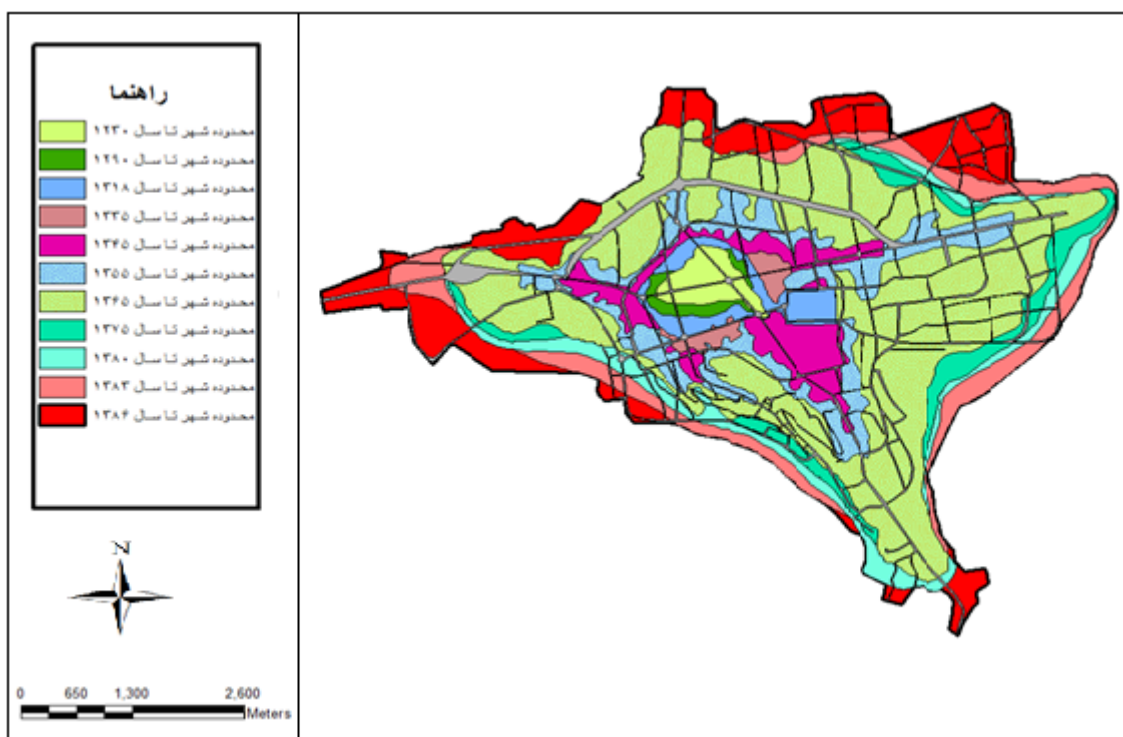 راهنما
محدوده شهر تا سال ۱۲۳۰
محدوده شهر تا سال ۱۲۹۰
محدوده شهر تا سال ۱۳۱۸
محدوده شهر تا سال ۱۳۳۵
محدوده شهر تا سال ۱۳۴۵
محدوده شهر تا سال ۱۳۵۵
محدوده شهر تا سال ۱۳۶۵
محدوده شهر تا سال ۱۳۷۵
محدوده شهر تا سال ۱۳۸۰
محدوده شهر تا سال ۱۳۸۳
محدوده شهر تا سال ۱۳۸۶
N
0 650 1,300 2,600
Meters